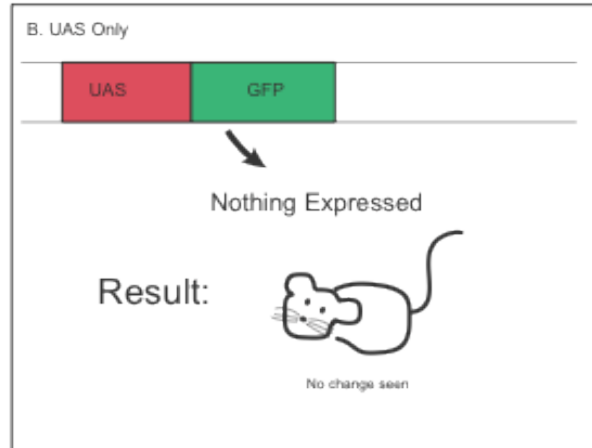 B. UAS Only
UAS GFP
Nothing Expressed
Result:
No change seen